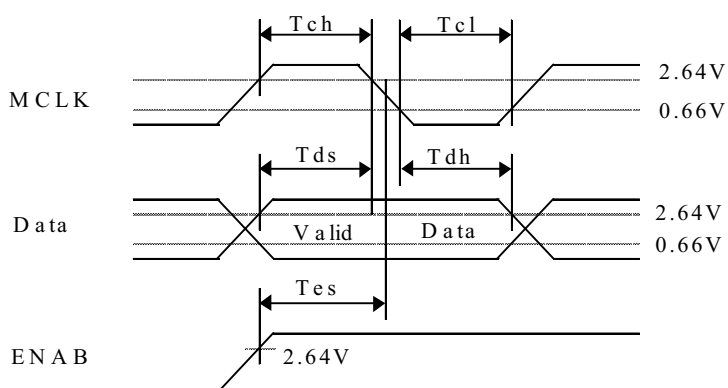 Tch Tcl
2.64V
MCLK
0.66V
Tds Tdh
Data
2.64V
Valid Data
0.66V
Tes
ENAB
2.64V